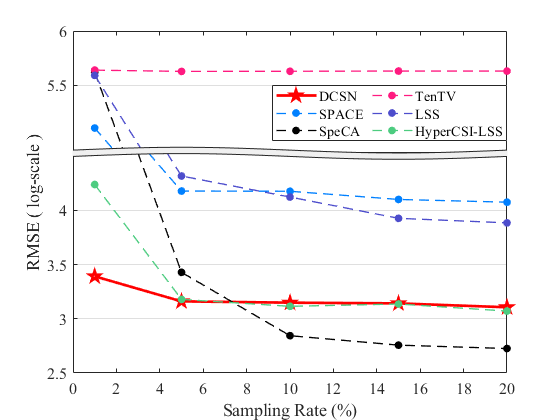 6
5.5
DCSN TenTV
SPACE LSS
SpeCA HyperCSI-LSS
4
3.5
3
2.5
RMSE ( log-scale )
0 2 4 6 8 10 12 14 16 18 20
Sampling Rate (%)